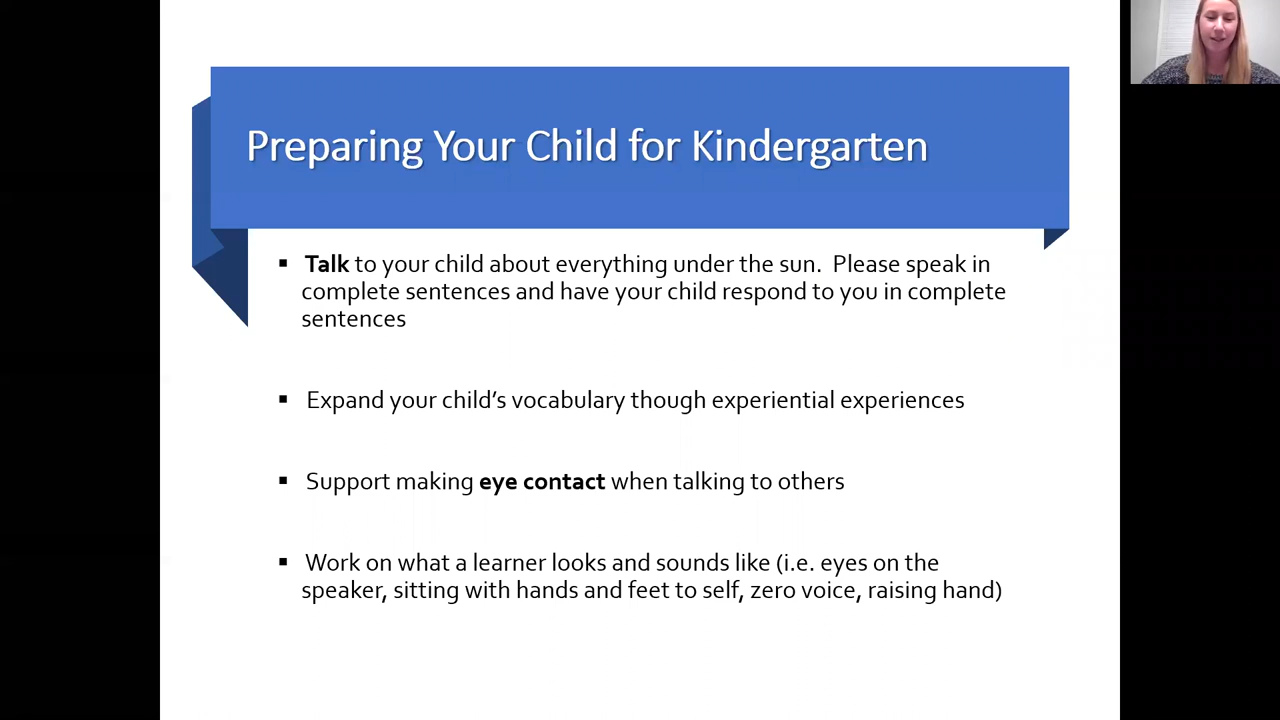 Preparing Your Child for Kindergarten
▪ Talk to your child about everything under the sun.  Please speak in
complete sentences and have your child respond to you in complete
sentences
▪ Expand your child’s vocabulary though experiential experiences
▪ Support making eye contact when talking to others
▪ Work on what a learner looks and sounds like (i.e. eyes on the
speaker, sitting with hands and feet to self, zero voice, raising hand)